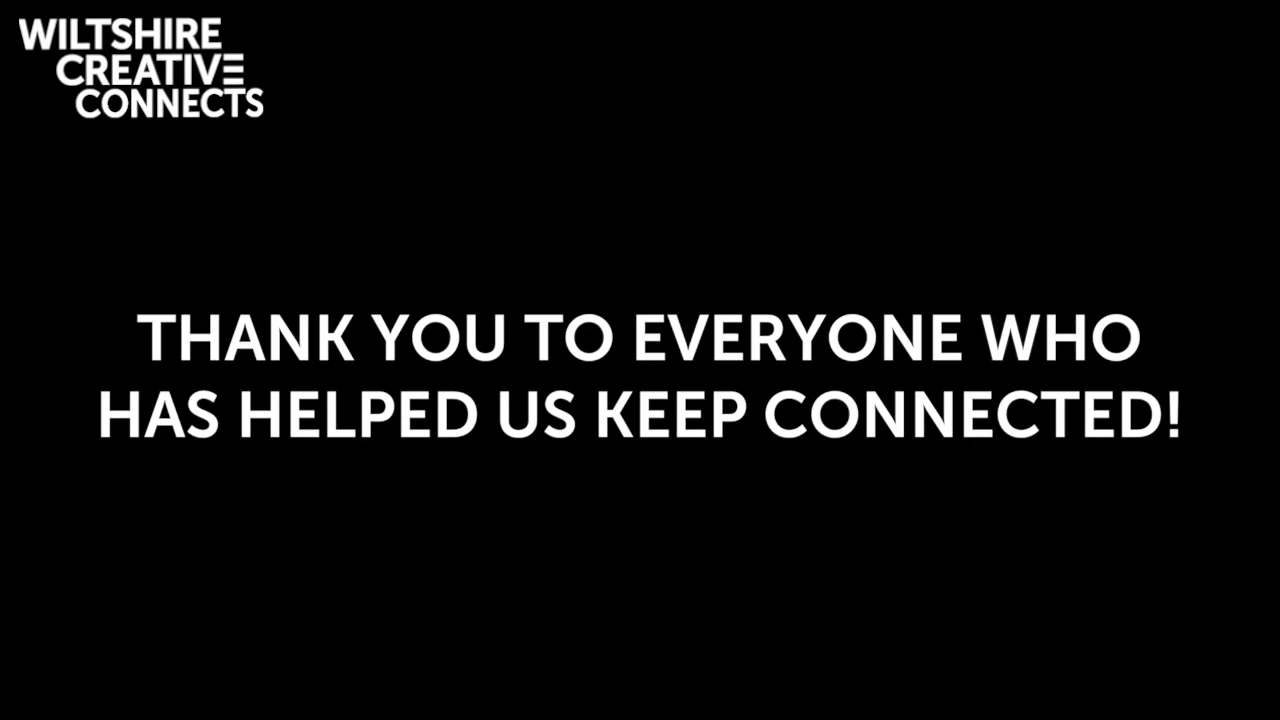 WILTSHIRE
CREATIVE
CONNECTS
THANK YOU TO EVERYONE WHO
HAS HELPED US KEEP CONNECTED!